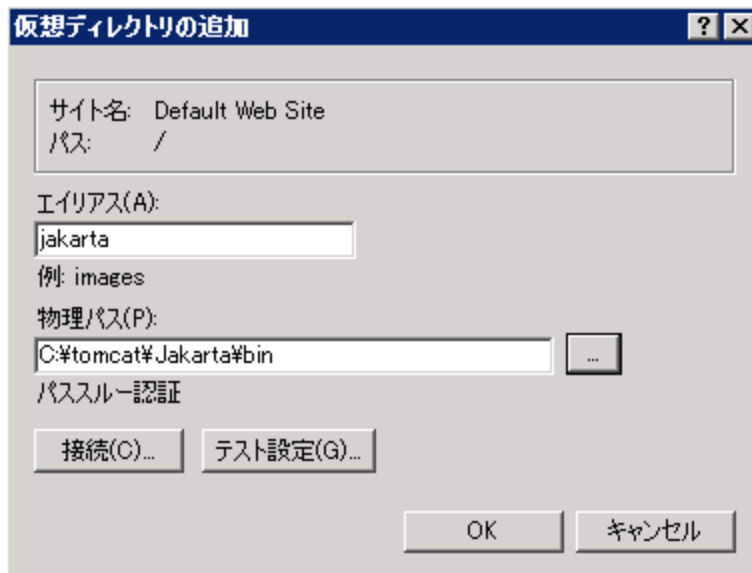 仮想ディレクトリの追加
サイト名: Default Web Site
パス: /
エイリアス(A):
jakarta
例: images
物理パス(P):
C:¥tomcat¥Jakarta¥bin
...
パススルー認証
接続(C)... テスト設定(G)...
OK キャンセル